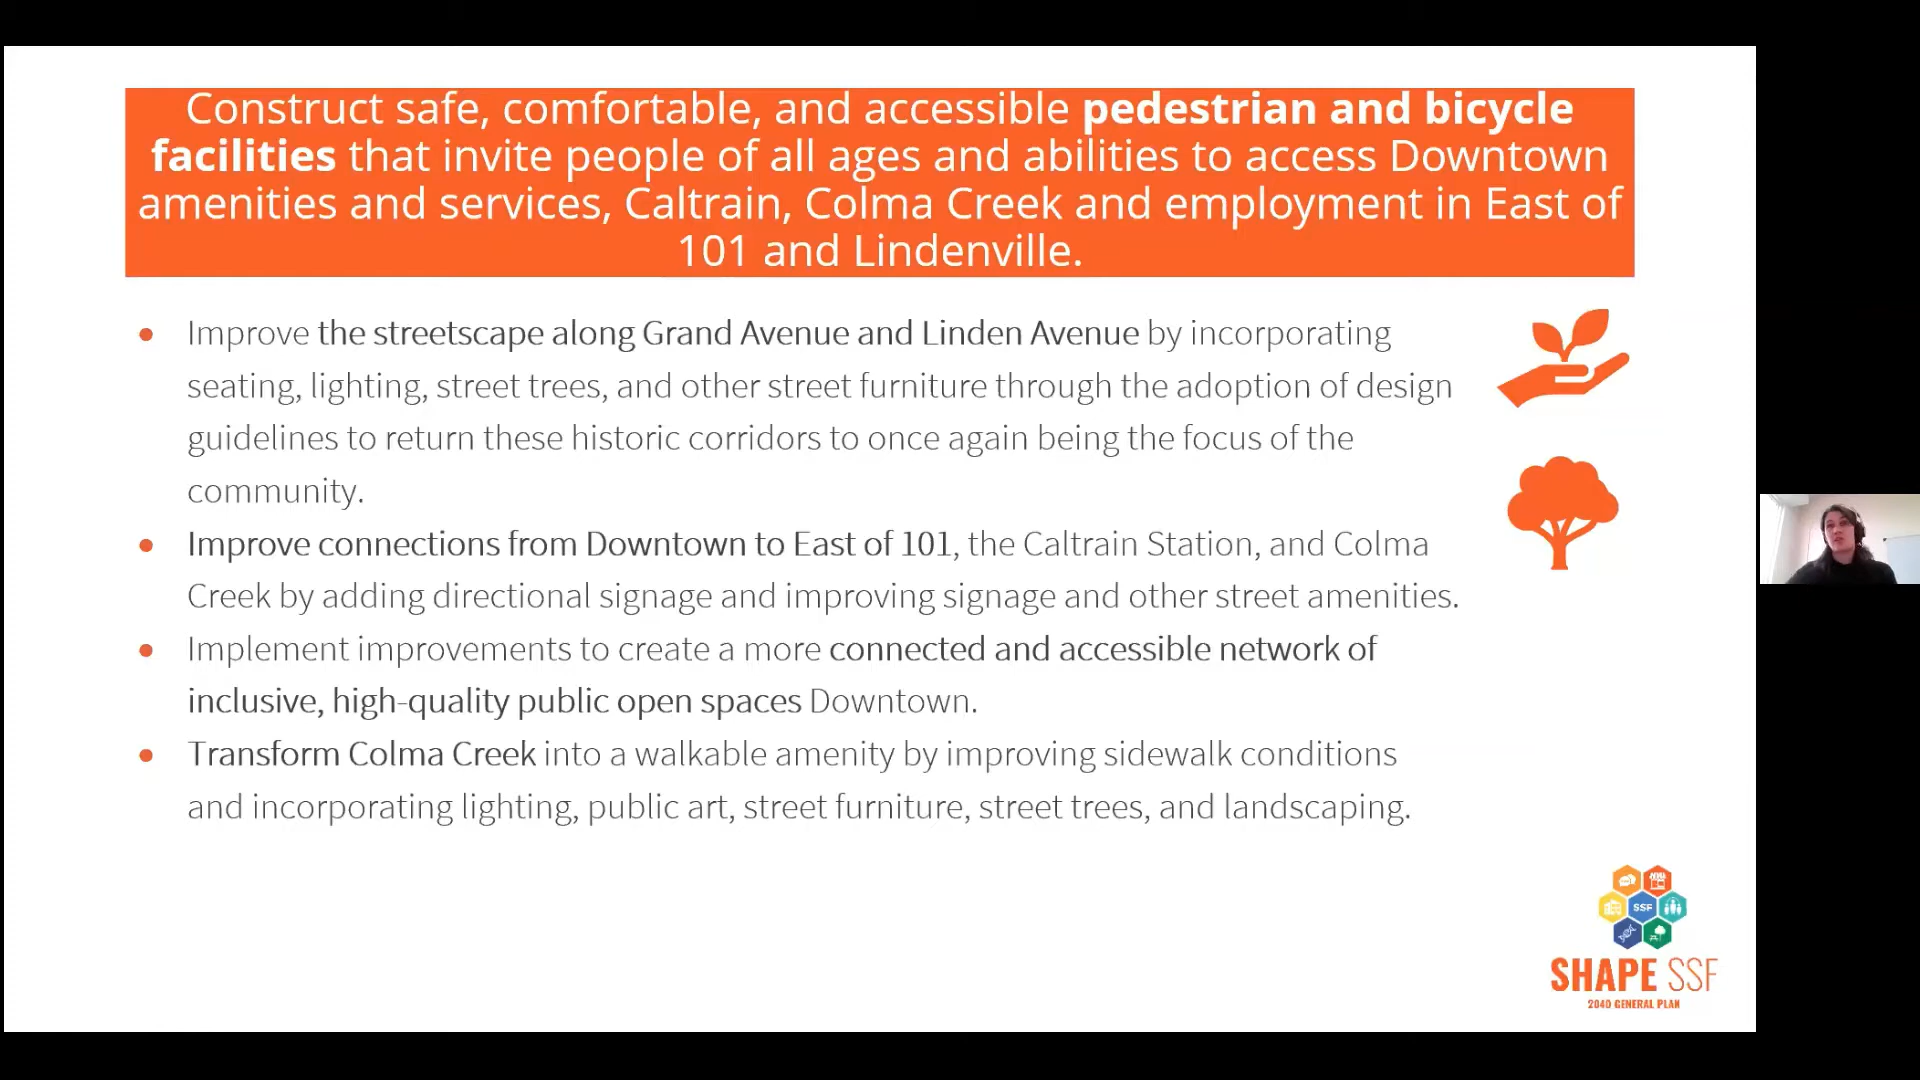 Construct safe, comfortable, and accessible pedestrian and bicycle
facilities that invite people of all ages and abilities to access Downtown
amenities and services, Caltrain, Colma Creek and employment in East of
101 and Lindenville.
Improve the streetscape along Grand Avenue and Linden Avenue by incorporating
seating, lighting, street trees, and other street furniture through the adoption of design
guidelines to return these historic corridors to once again being the focus of the
community.
Improve connections from Downtown to East of 101, the Caltrain Station, and Colma
Creek by adding directional signage and improving signage and other street amenities.
Implement improvements to create a more connected and accessible network of
inclusive, high-quality public open spaces Downtown.
Transform Colma Creek into a walkable amenity by improving sidewalk conditions
and incorporating lighting, public art, street furniture, street trees, and landscaping.
SSF
SHAPE SSF
2040 GENERAL PLAN